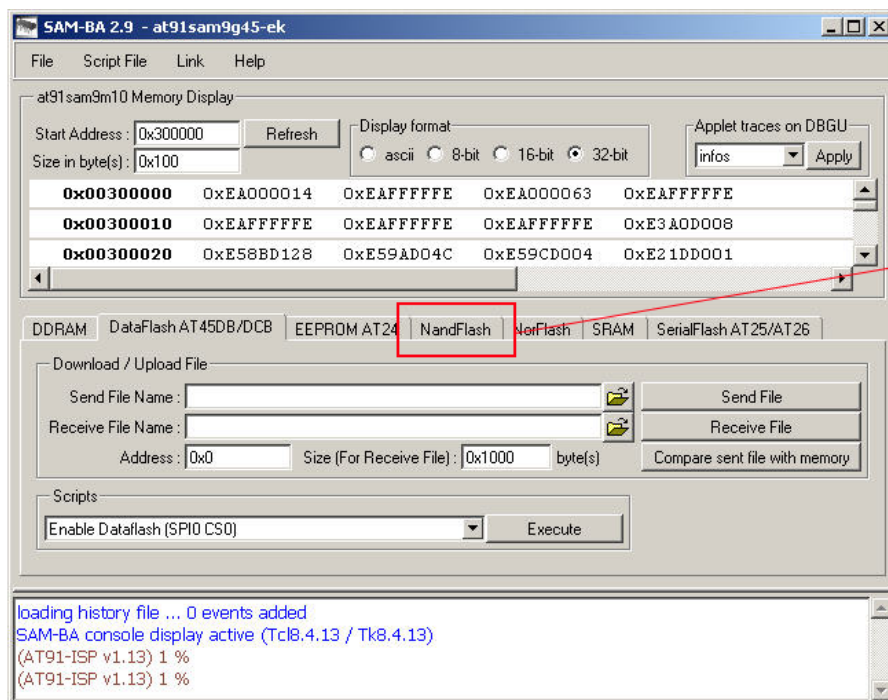 SAM-BA 2.9 - at91sam9g45-ek
File Script File Link Help
at91sam9m10 Memory Display
Start Address : 0x300000 Refresh
Size in byte(s) : 0x100
Display format
ascii 8-bit 16-bit 32-bit
Applet traces on DBGU
infos Apply
0x00300000 0xEA000014 0xEAFFFFFE 0xEA000063 0xEAFFFFFE
0x00300010 0xEAFFFFFE 0xEAFFFFFE 0xEAFFFFFE 0xE3A0D008
0x00300020 0xE58BD128 0xE59AD04C 0xE59CD004 0xE21DD001
DDRAM DataFlash AT45DB/DCB EEPROM AT24 NandFlash NorFlash SRAM SerialFlash AT25/AT26
Download / Upload File
Send File Name : Send File
Receive File Name : Receive File
Address : 0x0 Size (For Receive File) : 0x1000 byte(s) Compare sent file with memory
Scripts
Enable Dataflash (SPI0 CS0) Execute
loading history file ... 0 events added
SAM-BA console display active (Tcl8.4.13 / Tk8.4.13)
(AT91-ISP v1.13) 1 %
(AT91-ISP v1.13) 1 %